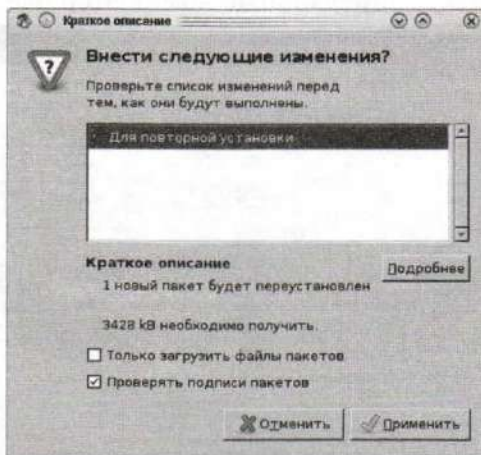 Краткое описание
Внести следующие изменения?
Проверьте список изменений перед
тем, как они будут выполнены.
Для повторной установки
Краткое описание
Подробнее
1 новый пакет будет переустановлен
3428 kB необходимо получить
Только загрузить файлы пакетов
Проверять подписи пакетов
Отменить
Применить